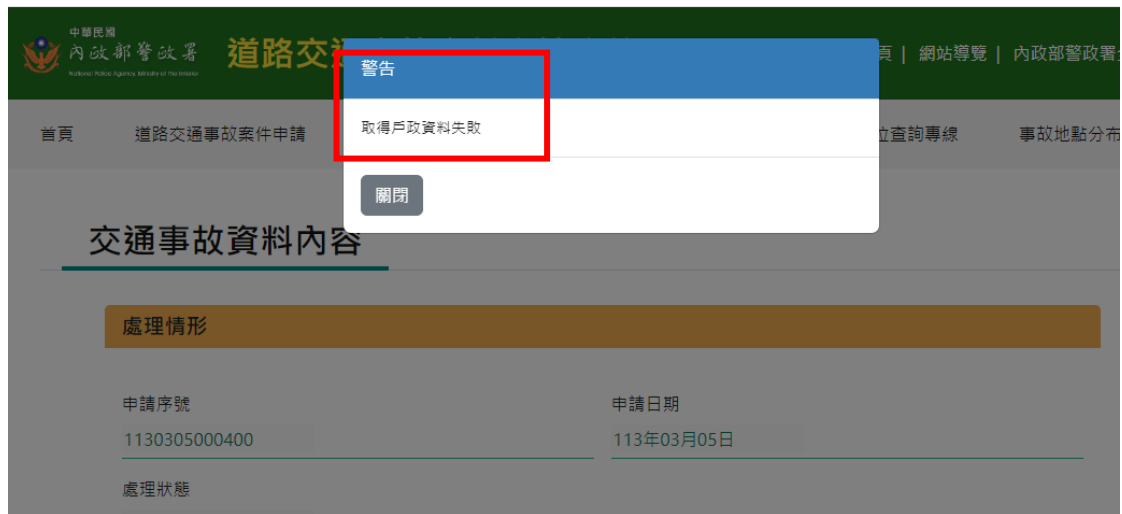 中華民國
內政部警政署
National Police Agency, Ministry of the Interior
道路交通
頁 | 網站導覽 | 內政部警政署
警告
取得戶政資料失敗
關閉
首頁 道路交通事故案件申請 位查詢專線 事故地點分布
交通事故資料內容
處理情形
申請序號 申請日期
1130305000400 113年03月05日
處理狀態